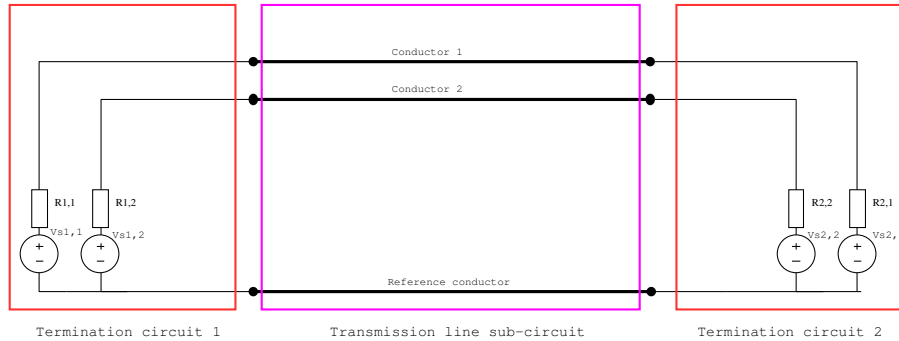 Conductor 1
Conductor 2
R1,1
R1,2
R2,2
R2,1
Vs1,1
Vs1,2
Vs2,2
Vs2,
Reference conductor
Termination circuit 1
Transmission line sub-circuit
Termination circuit 2